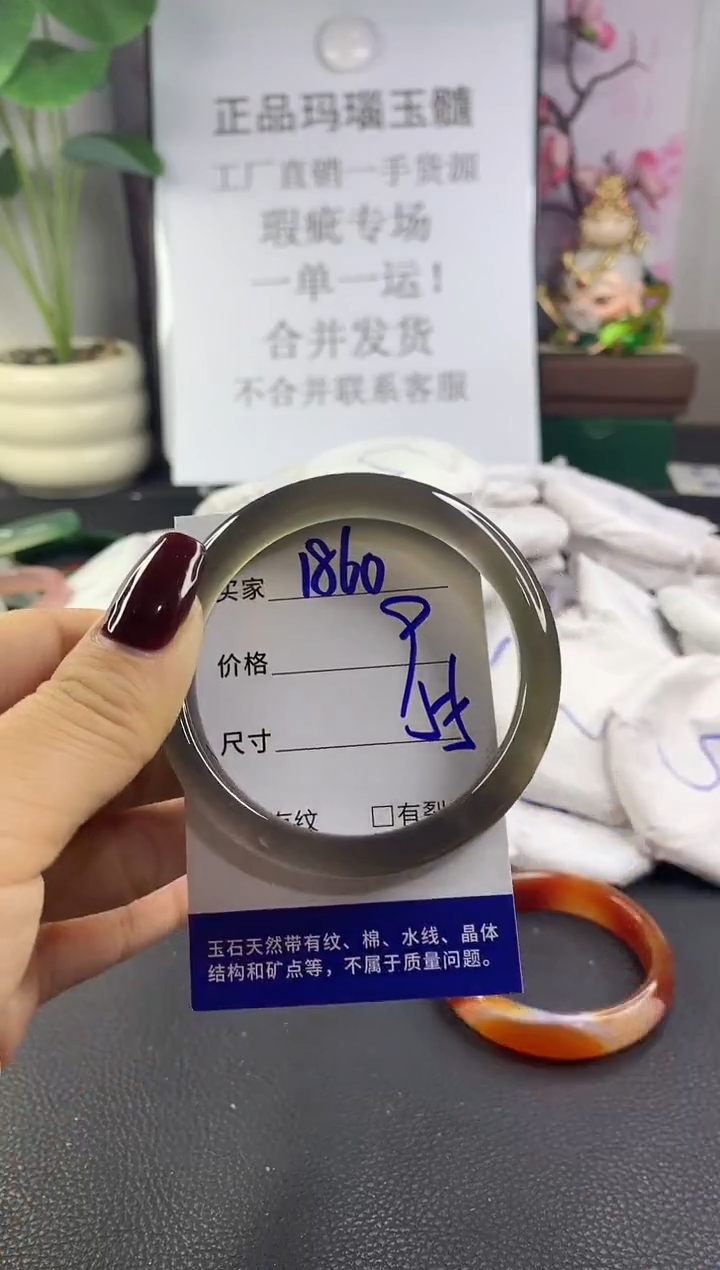 正品玛瑙玉髓
工厂直销一手货源
瑕疵专场
一单一运!
合并发货
不合并联系客服
买家 1860
价格
尺寸
有纹 □有裂
玉石天然带有纹、棉、水线、晶体
结构和矿点等，不属于质量问题。